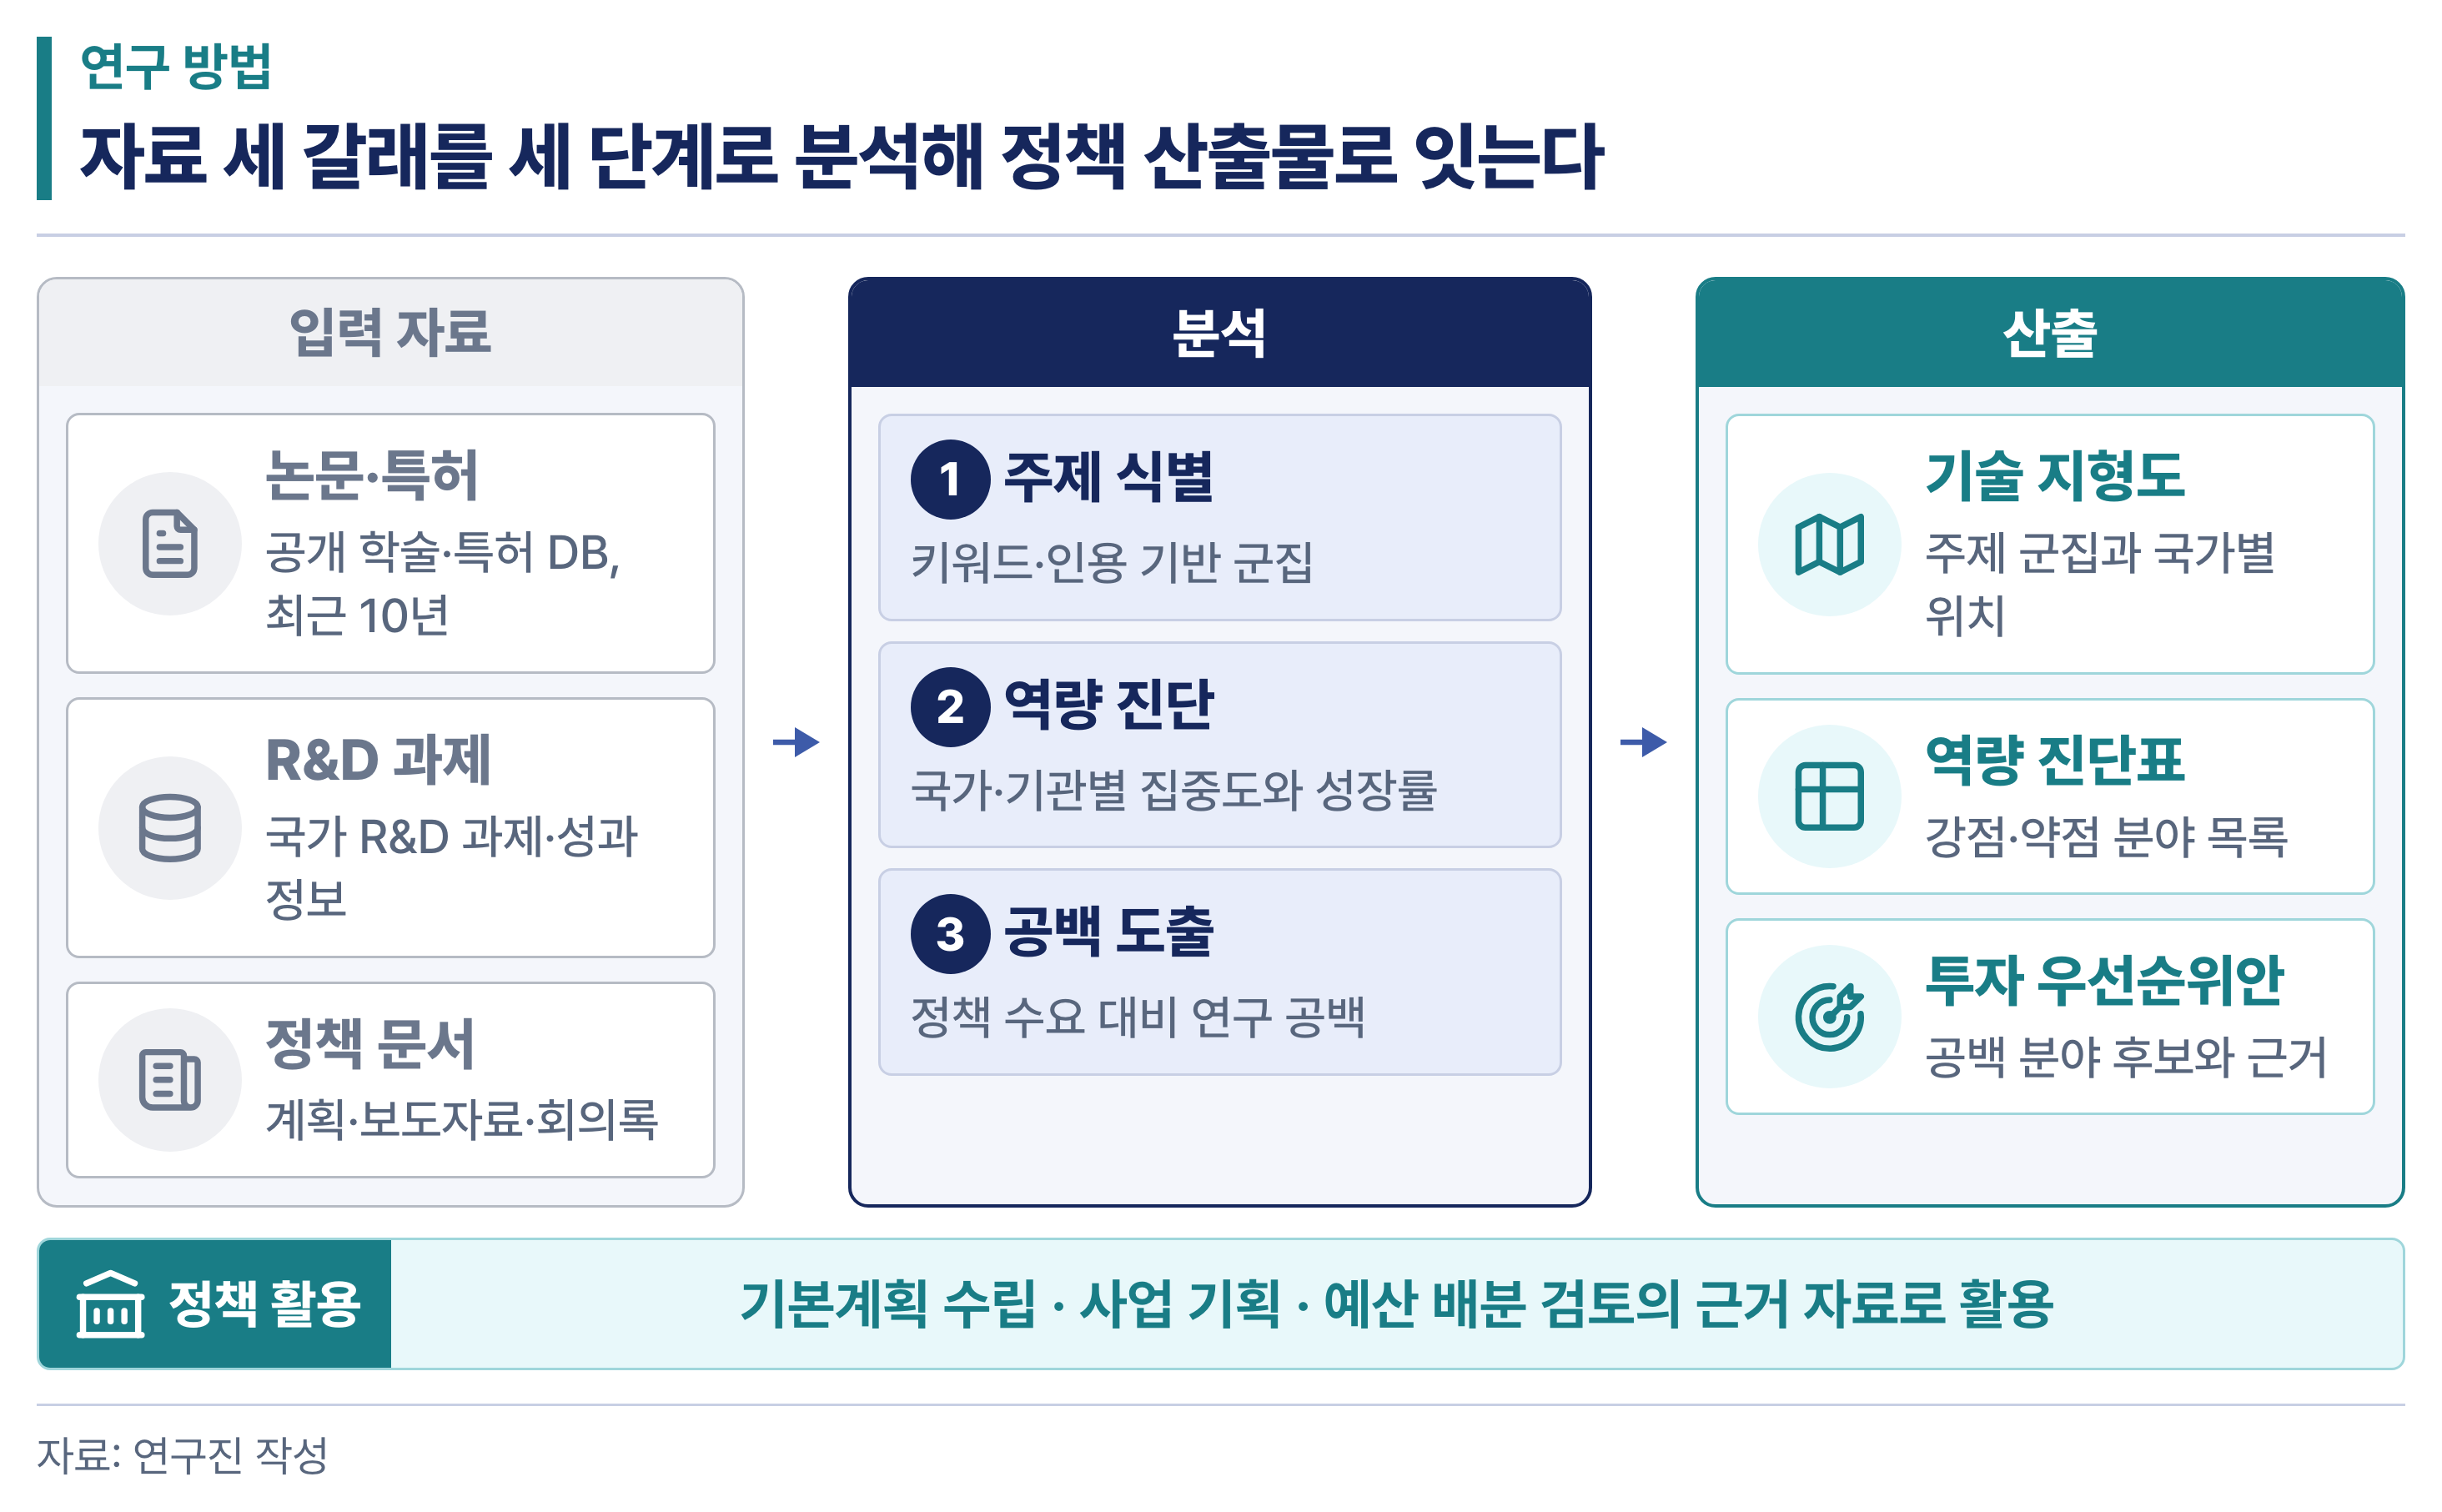 연구 방법
자료 세 갈래를 세 단계로 분석해 정책 산출물로 잇는다
입력 자료
논문·특허
공개 학술·특허 DB,
최근 10년
R&D 과제
국가 R&D 과제·성과
정보
정책 문서
계획·보도자료·회의록
분석
1 주제 식별
키워드·인용 기반 군집
2 역량 진단
국가·기관별 집중도와 성장률
3 공백 도출
정책 수요 대비 연구 공백
산출
기술 지형도
주제 군집과 국가별
위치
역량 진단표
강점·약점 분야 목록
투자 우선순위안
공백 분야 후보와 근거
정책 활용
기본계획 수립 · 사업 기획 · 예산 배분 검토의 근거 자료로 활용
자료: 연구진 작성